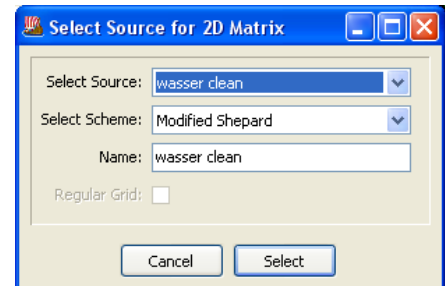 Select Source for 2D Matrix
Select Source: wasser clean
Select Scheme: Modified Shepard
Name: wasser clean
Regular Grid:
Cancel Select